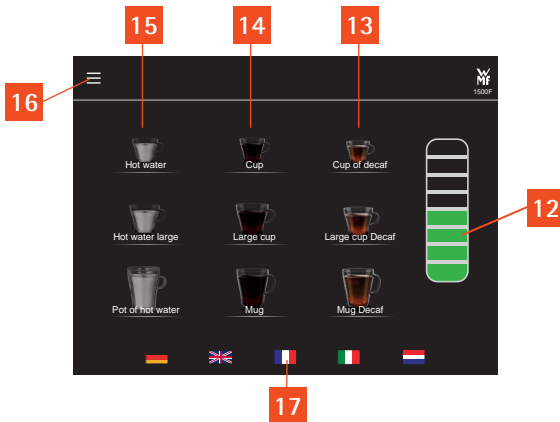 15
14
13
16
WMF
1500F
Hot water
Cup
Cup of decaf
12
Hot water large
Large cup
Large cup Decaf
Pot of hot water
Mug
Mug Decaf
17